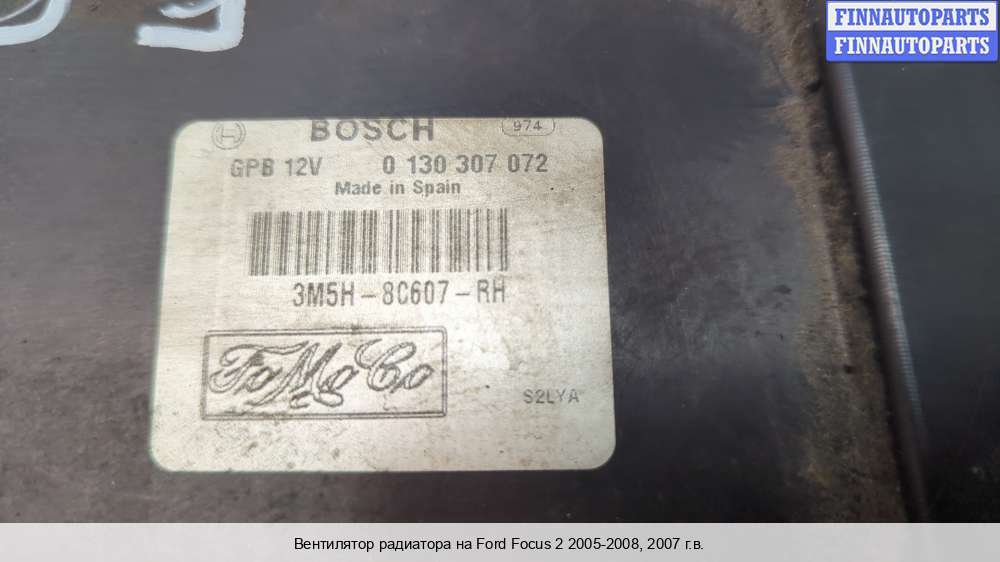 FINNAUTOPARTS
FINNAUTOPARTS
BOSCH 974
GPB 12V 0 130 307 072
Made in Spain
3M5H-8C607-RH
FoMoCo
S2LYA
Вентилятор радиатора на Ford Focus 2 2005-2008, 2007 г.в.